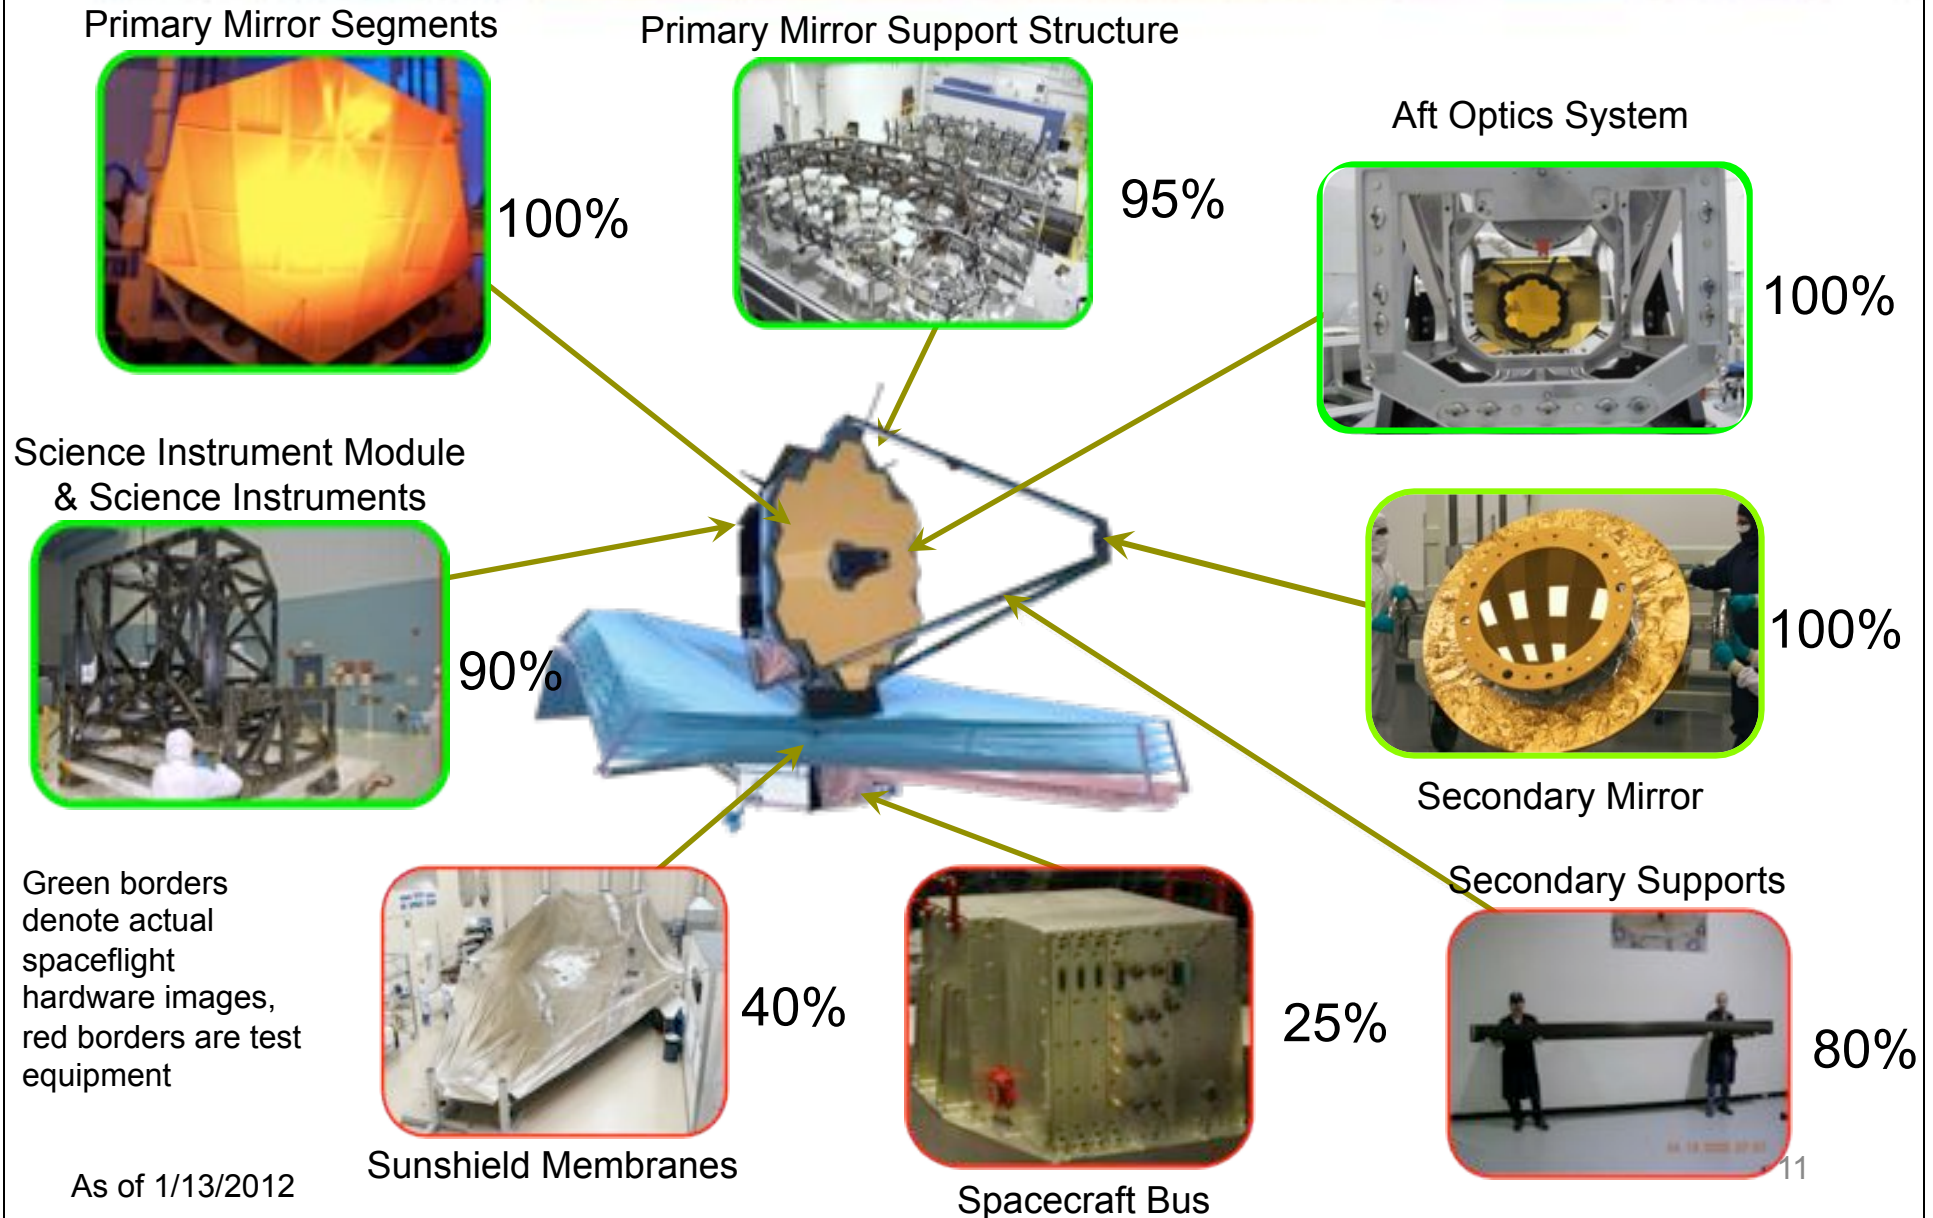 Primary Mirror Segments
Primary Mirror Support Structure
Aft Optics System
100%
95%
100%
Science Instrument Module
& Science Instruments
90%
100%
Secondary Mirror
Green borders
denote actual
spaceflight
hardware images,
red borders are test
equipment
Secondary Supports
40%
25%
80%
Sunshield Membranes
Spacecraft Bus
As of 1/13/2012
11